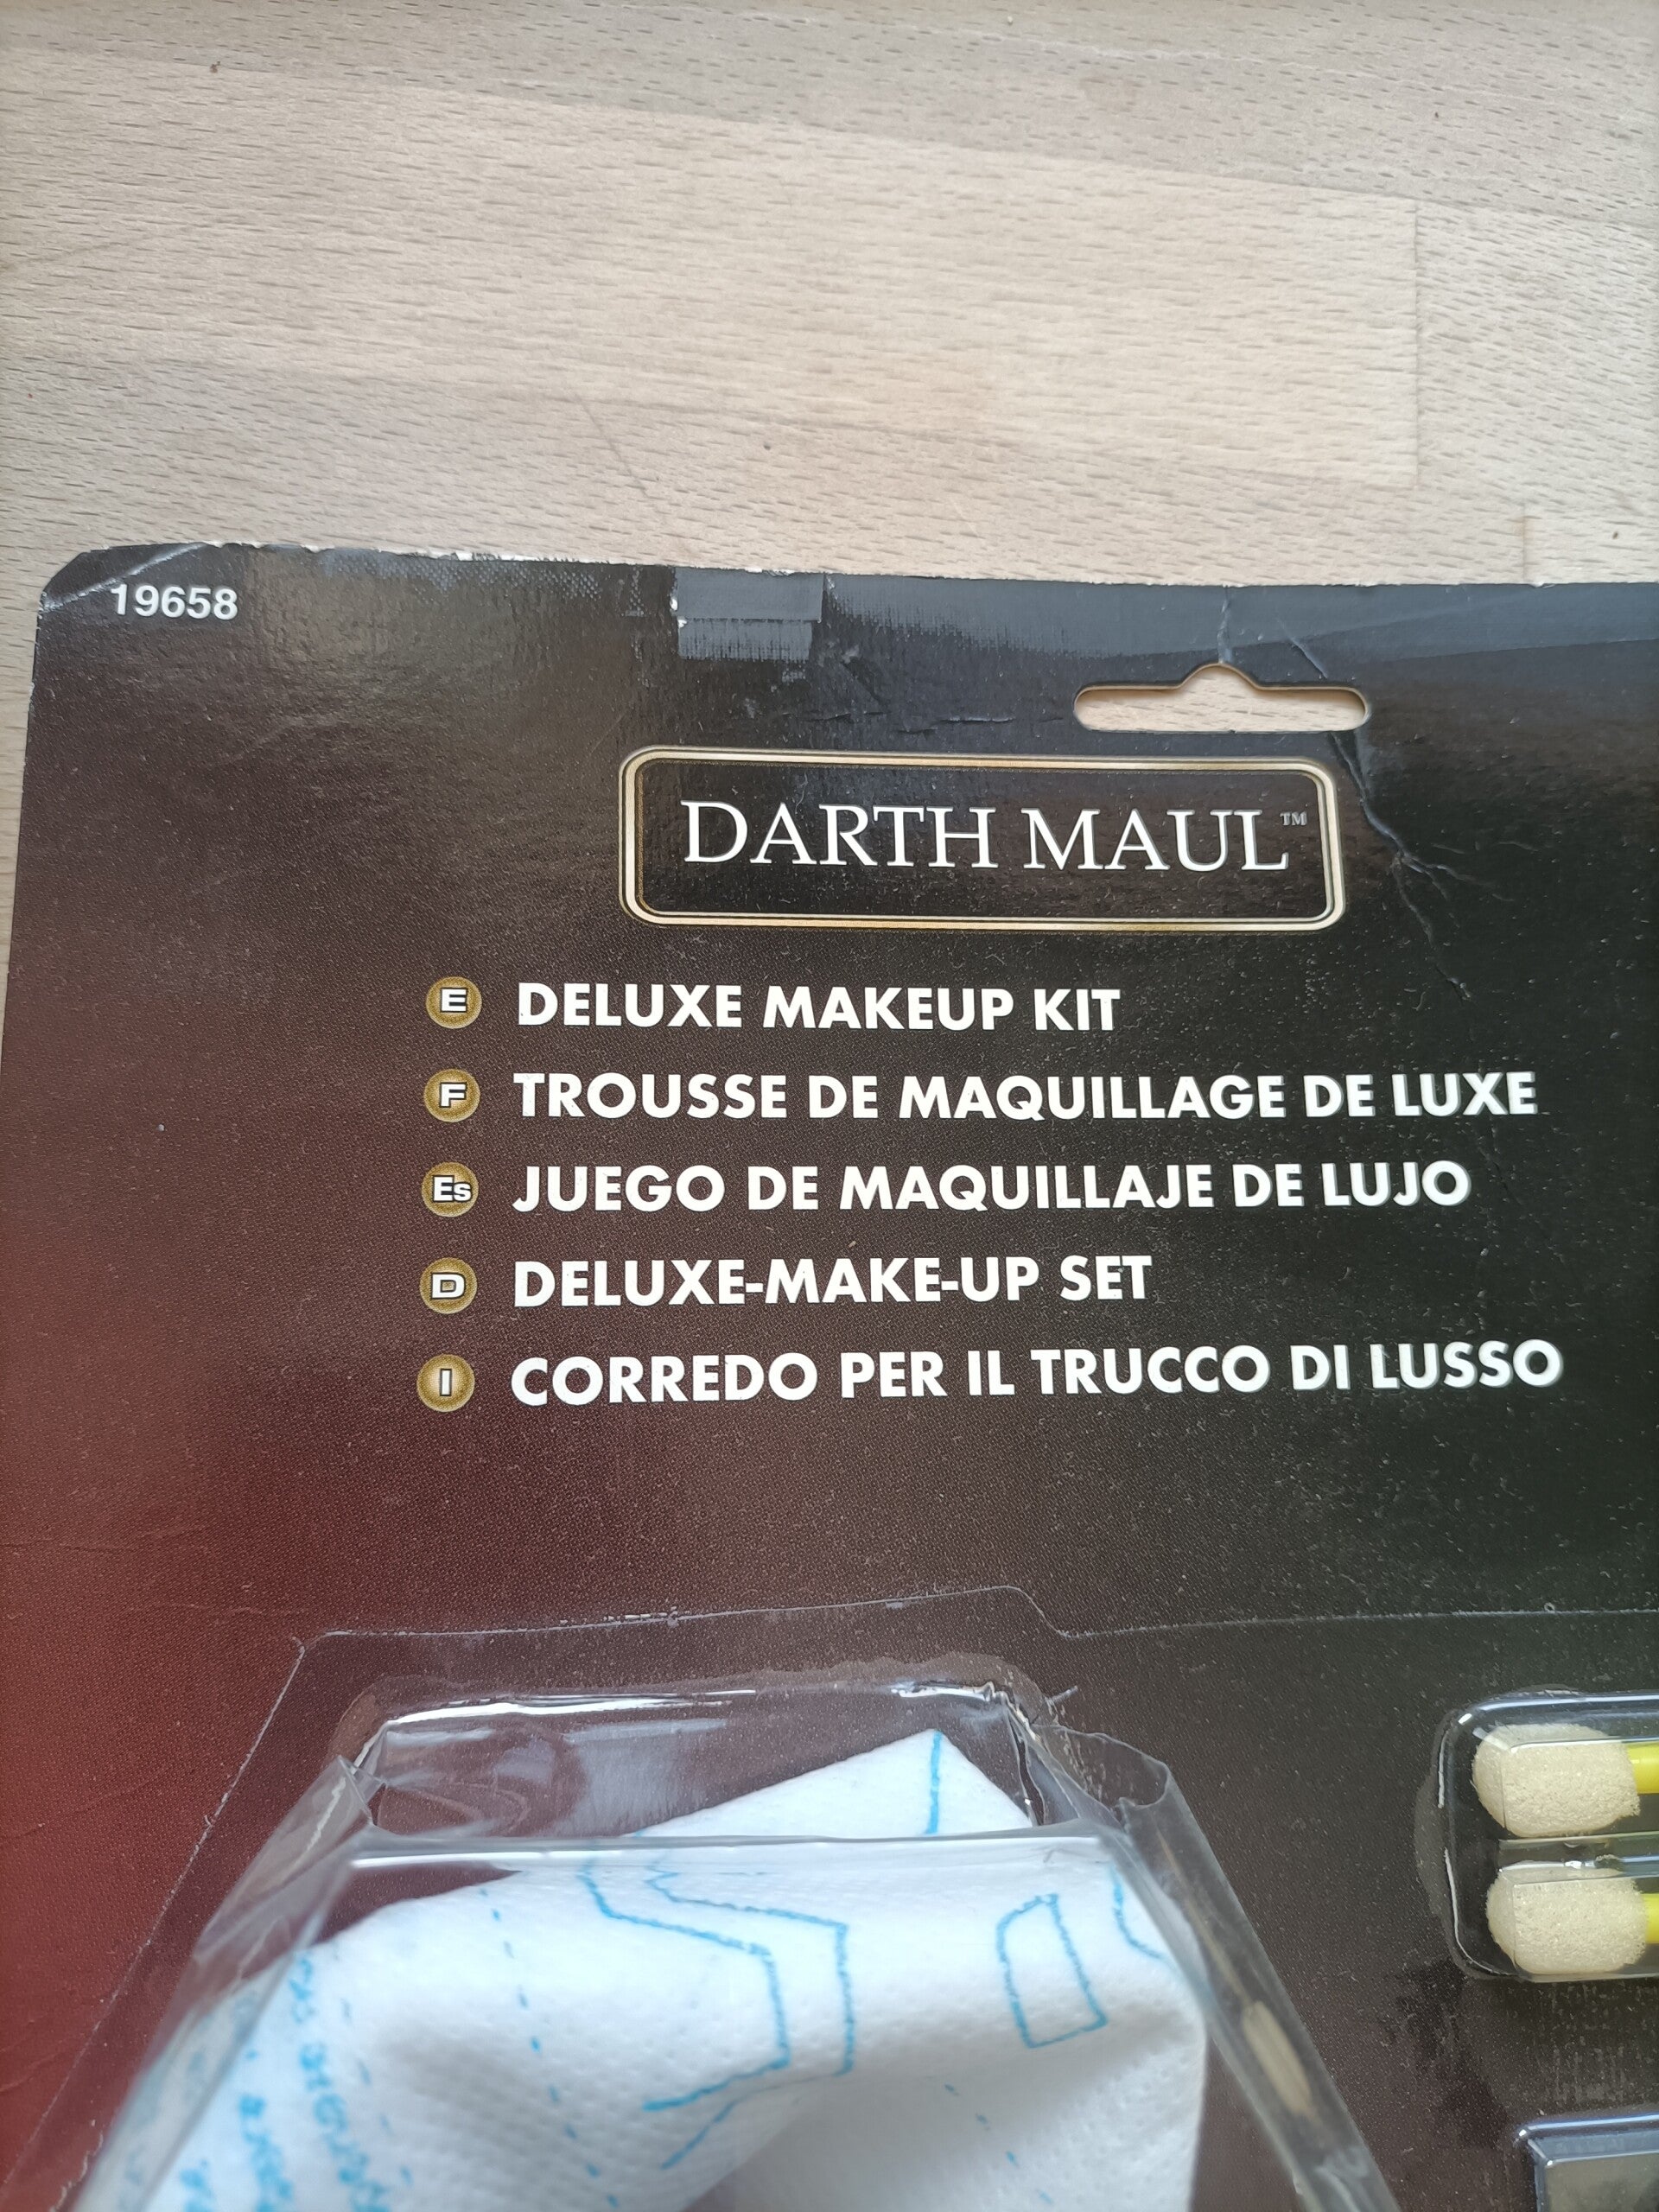 19658
DARTH MAUL™
E DELUXE MAKEUP KIT
F TROUSSE DE MAQUILLAGE DE LUXE
Es JUEGO DE MAQUILLAJE DE LUJO
D DELUXE-MAKE-UP SET
I CORREDO PER IL TRUCCO DI LUSSO